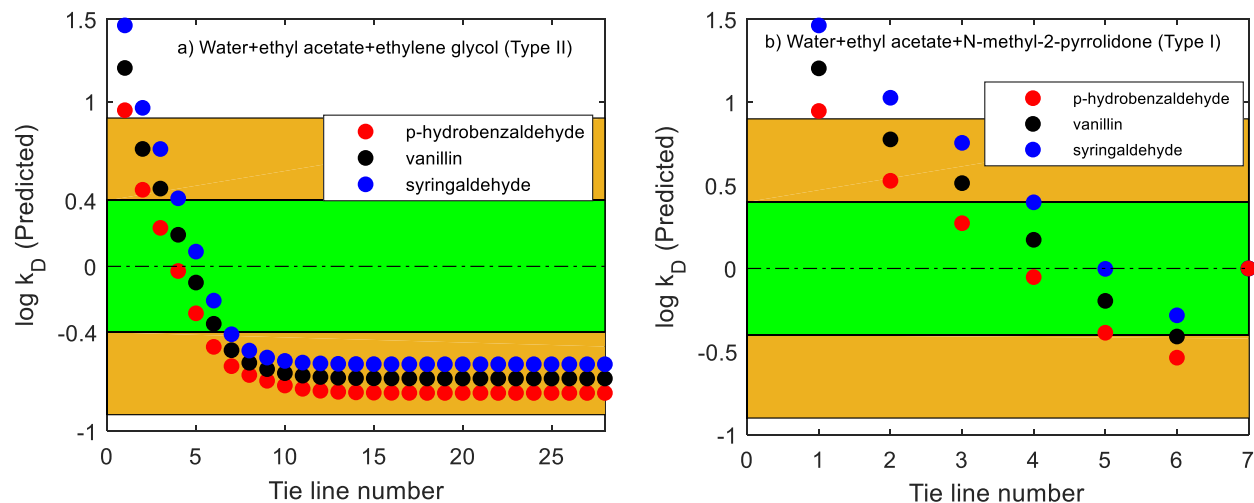 a) Water+ethyl acetate+ethylene glycol (Type II)
1.5
1
0.4
0
-0.4
-1
log k_D (Predicted)
p-hydrobenzaldehyde
vanillin
syringaldehyde
0 5 10 15 20 25
Tie line number
b) Water+ethyl acetate+N-methyl-2-pyrrolidone (Type I)
1.5
1
0.5
0
-0.5
-1
log k_D (Predicted)
p-hydrobenzaldehyde
vanillin
syringaldehyde
0 1 2 3 4 5 6 7
Tie line number